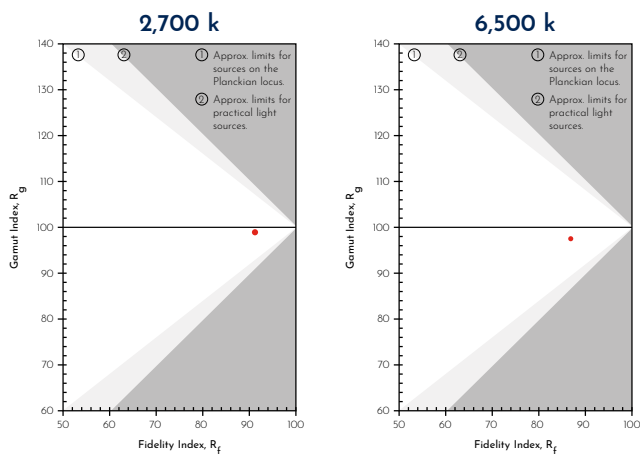 2,700 k
140
130
120
110
100
90
80
70
60
50 60 70 80 90 100
Gamut Index, Rg
Fidelity Index, Rf
1
2
1 Approx. limits for
sources on the
Planckian locus.
2 Approx. limits for
practical light
sources.
6,500 k
140
130
120
110
100
90
80
70
60
50 60 70 80 90 100
Gamut Index, Rg
Fidelity Index, Rf
1
2
1 Approx. limits for
sources on the
Planckian locus.
2 Approx. limits for
practical light
sources.